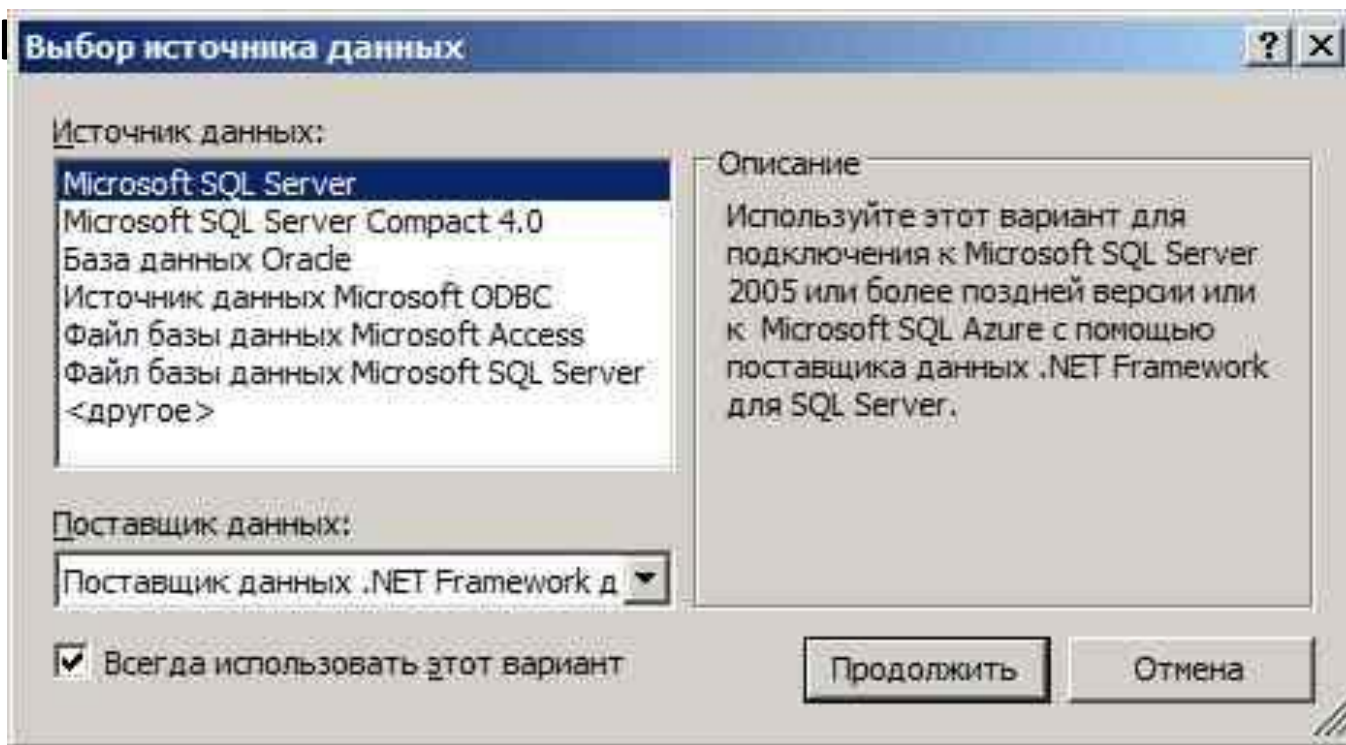 Выбор источника данных
Источник данных:
Microsoft SQL Server
Microsoft SQL Server Compact 4.0
База данных Oracle
Источник данных Microsoft ODBC
Файл базы данных Microsoft Access
Файл базы данных Microsoft SQL Server
<другое>
Описание
Используйте этот вариант для
подключения к Microsoft SQL Server
2005 или более поздней версии или
к Microsoft SQL Azure с помощью
поставщика данных .NET Framework
для SQL Server.
Поставщик данных:
Поставщик данных .NET Framework д
Всегда использовать этот вариант
Продолжить
Отмена